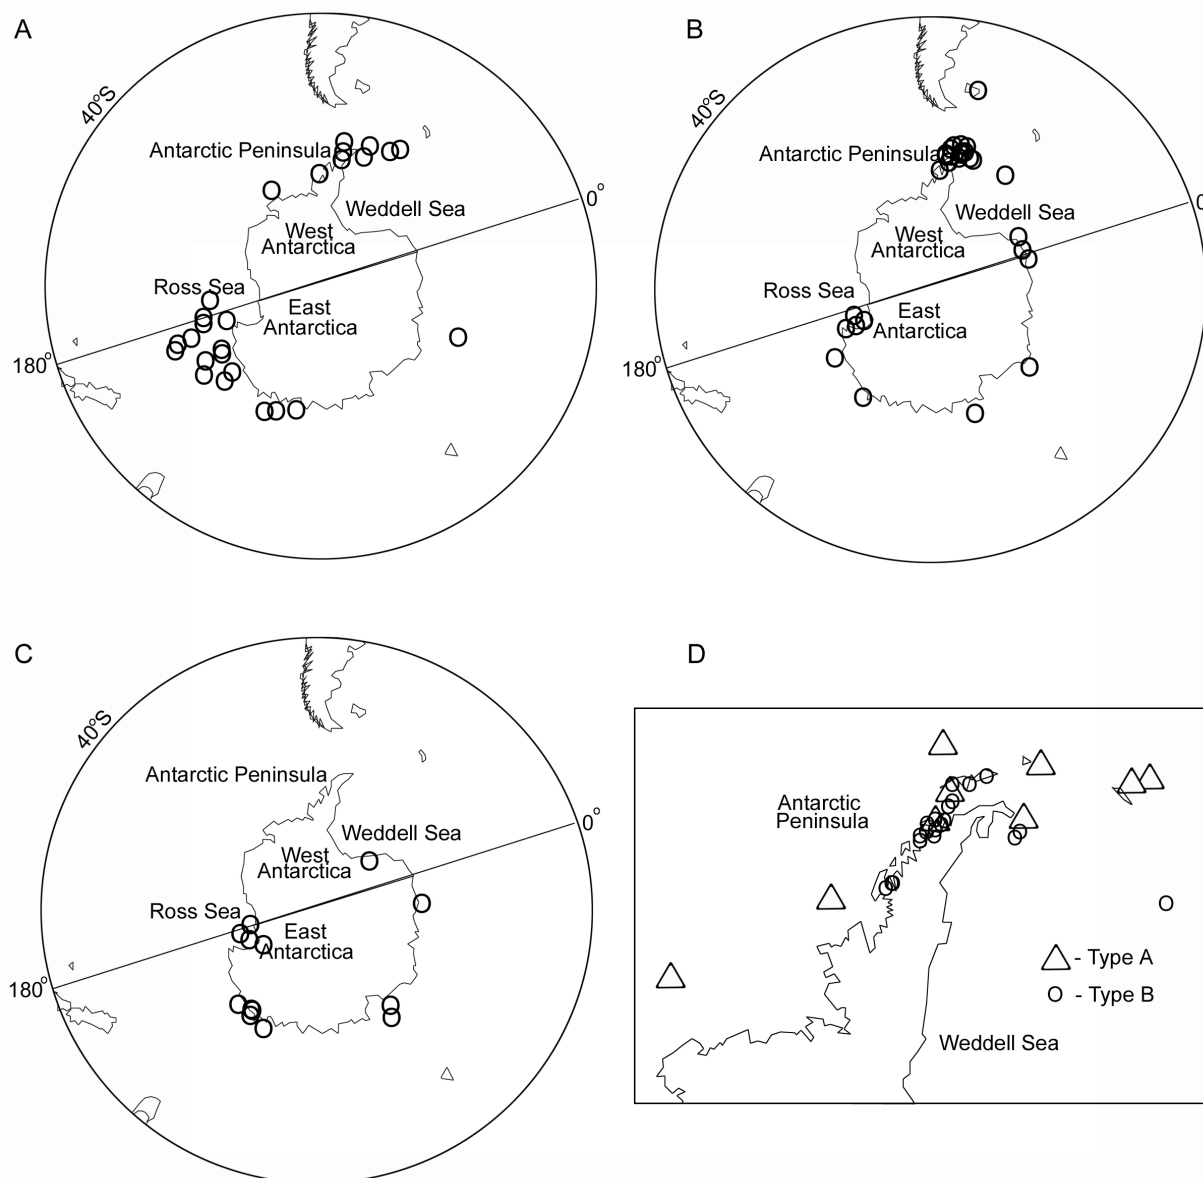 A
40°S
Antarctic Peninsula
0°
Weddell Sea
West
Antarctica
Ross Sea
East
Antarctica
180°
B
40°S
Antarctic Peninsula
0
Weddell Sea
West
Antarctica
Ross Sea
East
Antarctica
180°
C
40°S
Antarctic Peninsula
0°
Weddell Sea
West
Antarctica
Ross Sea
East
Antarctica
180°
D
Antarctic
Peninsula
- Type A
- Type B
Weddell Sea